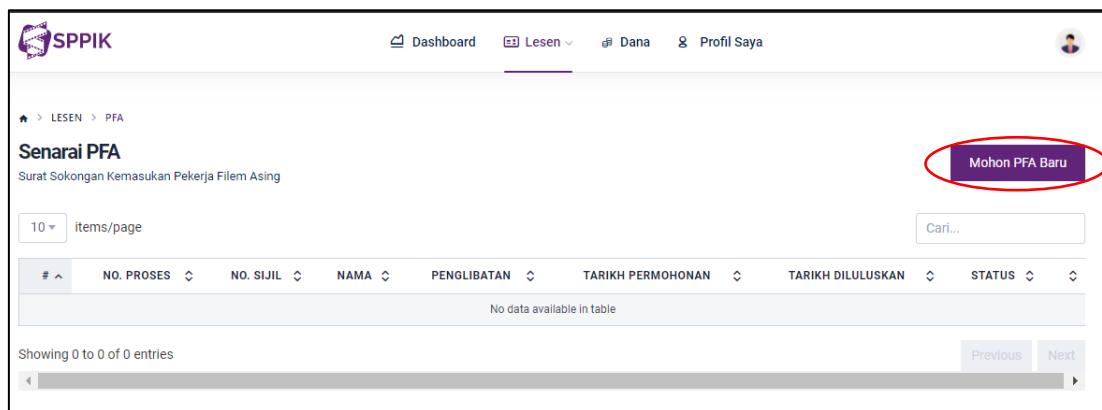 SPPIK
Dashboard Lesen Dana Profil Saya
> LESEN > PFA
Senarai PFA
Mohon PFA Baru
Surat Sokongan Kemasukan Pekerja Filem Asing
10 items/page
Cari...
# NO. PROSES NO. SIJIL NAMA PENGLIBATAN TARIKH PERMOHONAN TARIKH DILULUSKAN STATUS
No data available in table
Showing 0 to 0 of 0 entries
Previous Next